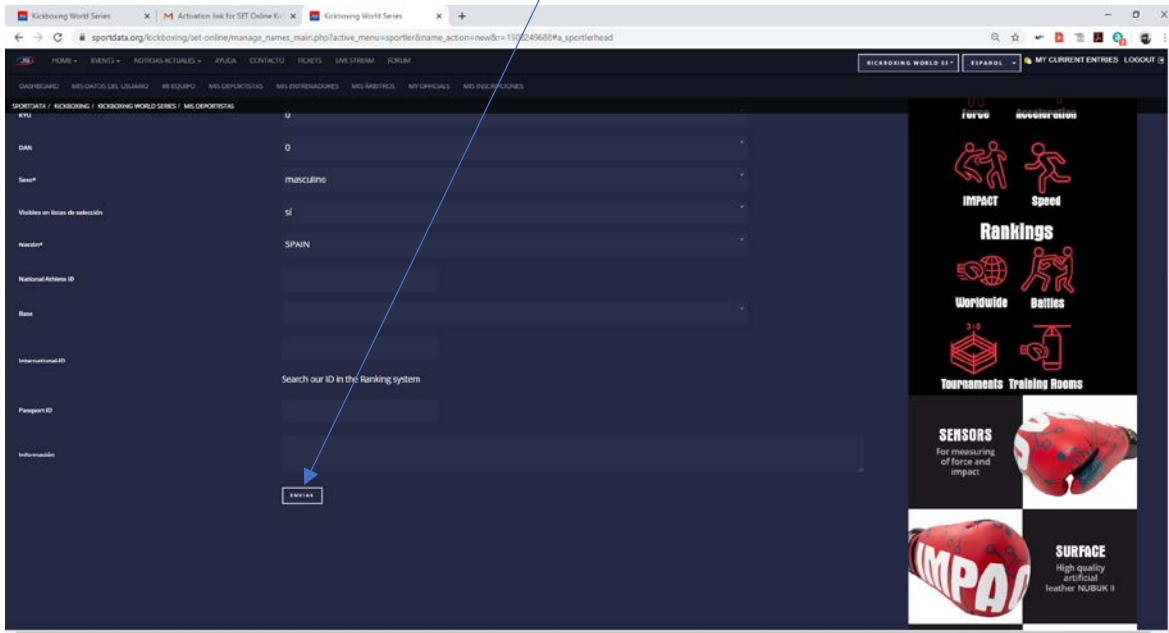 Kickboxing World Series
Activation link for SET Online Kic
Kickboxing World Series
sportdata.org/kickboxing/set-online/manage_names_main.php?active_menu=sportler&name_action=new&r=1508249688#a_sportlerhead
HOME EVENTS NOTICIAS ACTUALES AYUDA CONTACTO TICKETS LIVE STREAM FORUM
KICKBOXING WORLD SE ESPAÑOL MY CURRENT ENTRIES LOGOUT
DASHBOARD MIS DATOS DEL USUARIO MI EQUIPO MIS DEPORTISTAS MIS ENTRENADORES MIS ÁRBITROS MY OFFICIALS MIS INSCRIPCIONES
SPORTDATA / KICKBOXING / KICKBOXING WORLD SERIES / MIS DEPORTISTAS
KYU 0
DAN 0
Sexo* masculino
Visibles en listas de selección sí
Nación* SPAIN
National Athlete ID
Base
International-ID
Search our ID in the Ranking system
Passport ID
Información
ENVIAR
Force Acceleration
IMPACT Speed
Rankings
Worldwide Battles
3:0
Tournaments Training Rooms
SENSORS
For measuring
of force and
impact
IMPAC
SURFACE
High quality
artificial
leather NUBUK II